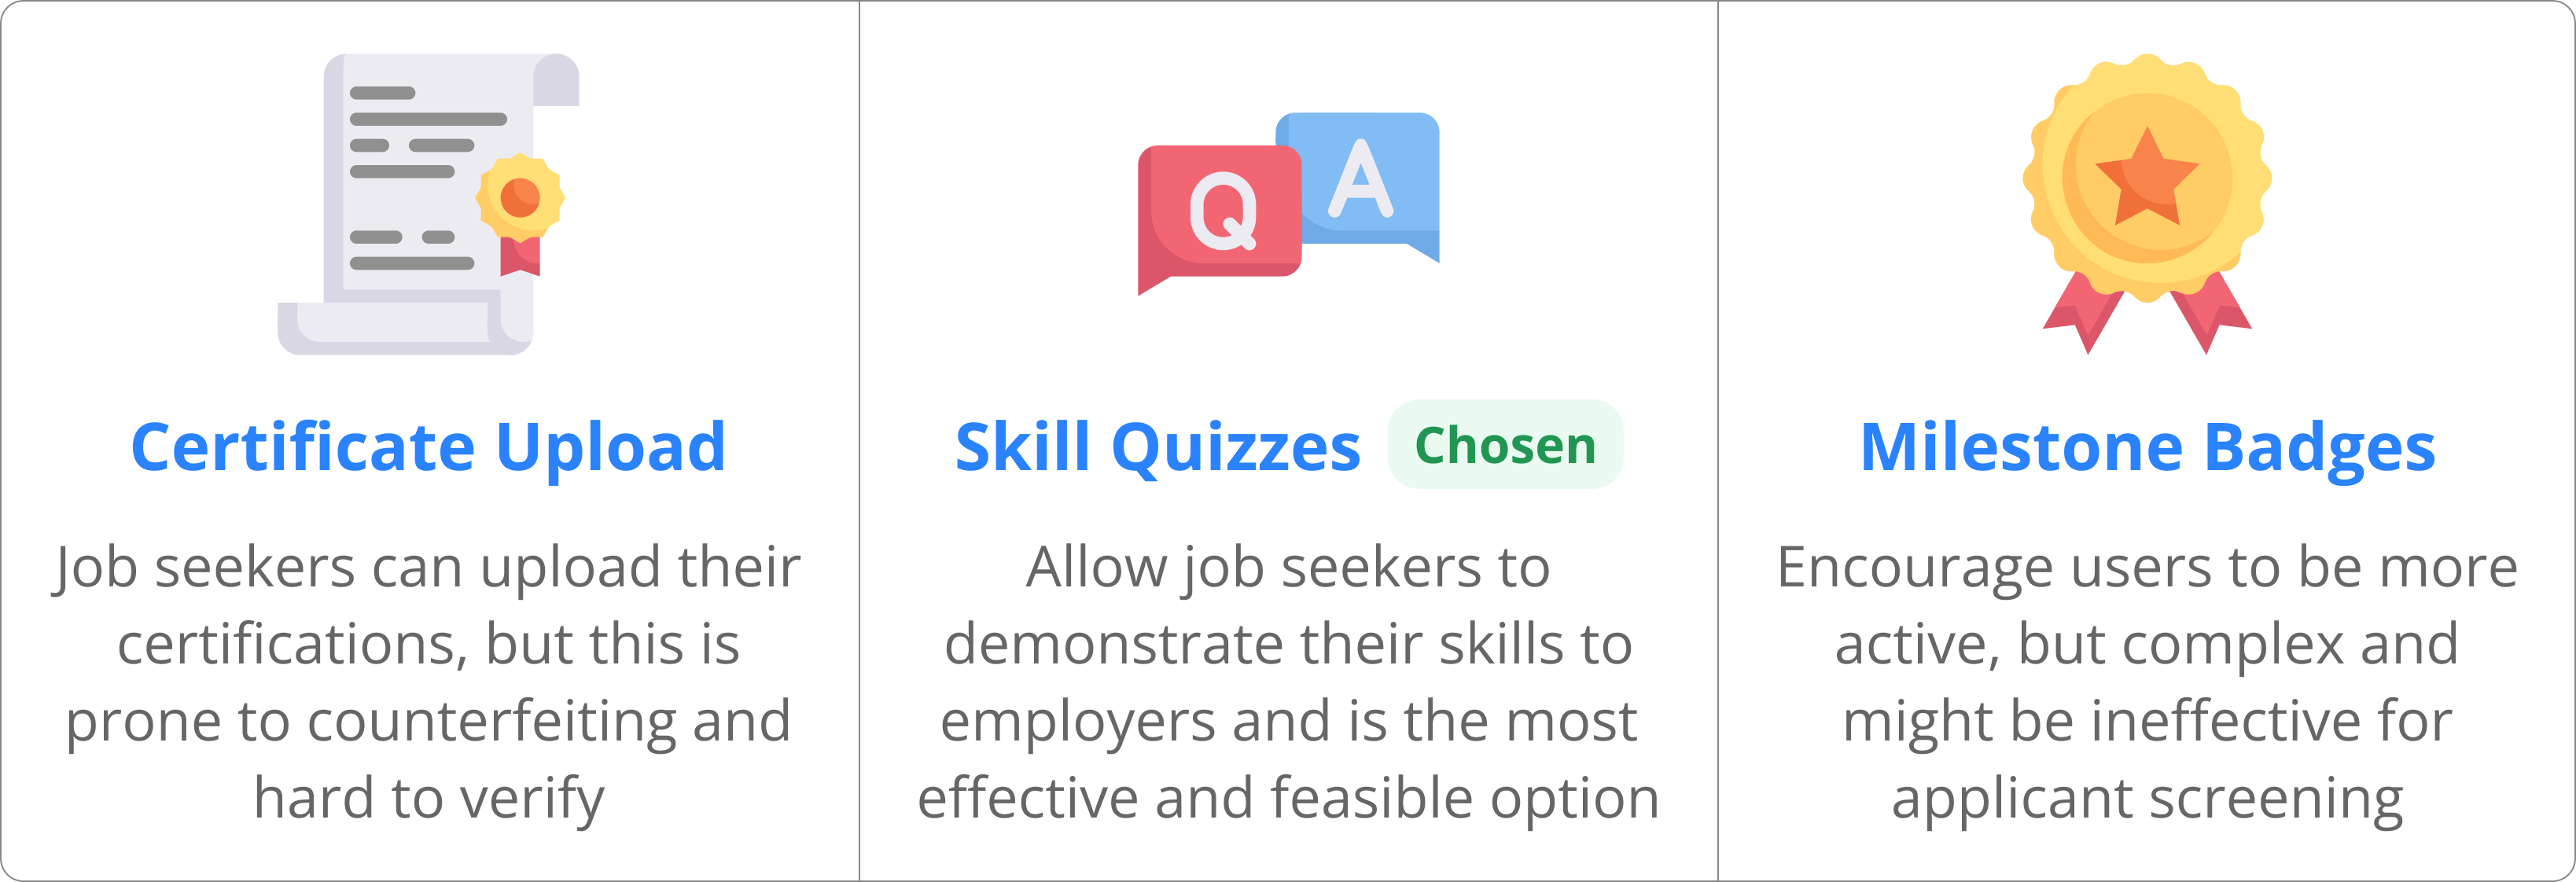 Q
A
Certificate Upload
Job seekers can upload their
certifications, but this is
prone to counterfeiting and
hard to verify
Skill Quizzes Chosen
Allow job seekers to
demonstrate their skills to
employers and is the most
effective and feasible option
Milestone Badges
Encourage users to be more
active, but complex and
might be ineffective for
applicant screening